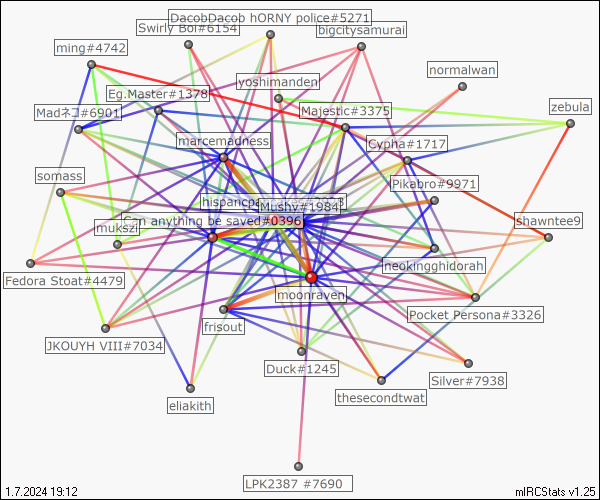 DacobDacob hORNY police#5271
Swirly Boi#6154
bigcitysamurai
ming#4742
normalwan
yoshimanden
Eg.Master#1378
zebula
Majestic#3375
Madネコ#6901
marcemadness
Cypha#1717
somass
Pikabro#9971
Mushy#1984
Can anything be saved#0396
shawntee9
mukszi
neokingghidorah
Fedora Stoat#4479
moonraven
Pocket Persona#3326
frisout
JKOUYH VIII#7034
Duck#1245
Silver#7938
thesecondtwat
eliakith
LPK2387 #7690
1.7.2024 19:12
mIRCStats v1.25